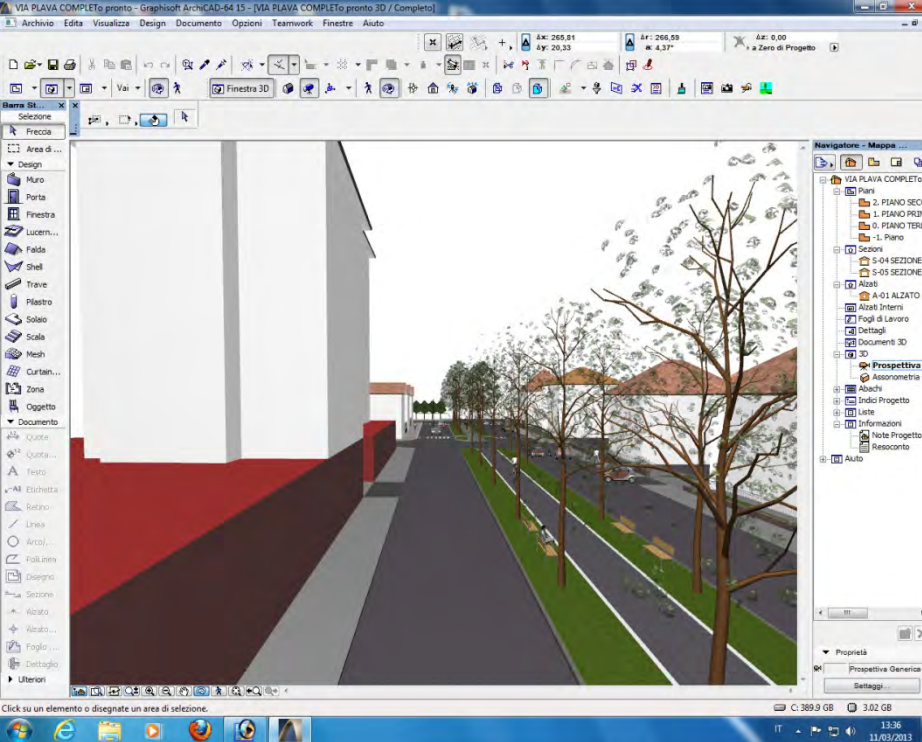 VIA PLAVA COMPLETo pronto - Graphisoft ArchiCAD-64 15 - [VIA PLAVA COMPLETo pronto 3D / Completo]
Archivio Edita Visualizza Design Documento Opzioni Teamwork Finestre Aiuto
Δx: 265,81
Δy: 20,33
Δr: 266,59
a: 4,37°
Δz: 0,00
a Zero di Progetto
Vai
Finestra 3D
Barra St...
Selezione
Freccia
Area di ...
Design
Muro
Porta
Finestra
Lucern...
Falda
Shell
Trave
Pilastro
Solaio
Scala
Mesh
Curtain...
Zona
Oggetto
Documento
Quote
Quota...
Testo
Etichetta
Retino
Linea
Arco/...
PoliLinea
Disegno
Sezione
Alzato
Alzato...
Foglio ...
Dettaglio
Ulteriori
Navigatore - Mappa ...
VIA PLAVA COMPLETo
Piani
2. PIANO SECO
1. PIANO PRIM
0. PIANO TERR
-1. Piano
Sezioni
S-04 SEZIONE
S-05 SEZIONE
Alzati
A-01 ALZATO
Alzati Interni
Fogli di Lavoro
Dettagli
Documenti 3D
3D
Prospettiva
Assonometria
Abachi
Indici Progetto
Liste
Informazioni
Note Progetto
Resoconto
Aiuto
Proprietà
Prospettiva Generica
Settaggi...
Click su un elemento o disegnate un area di selezione.
C: 389.9 GB
3.02 GB
IT
13:36
11/03/2013